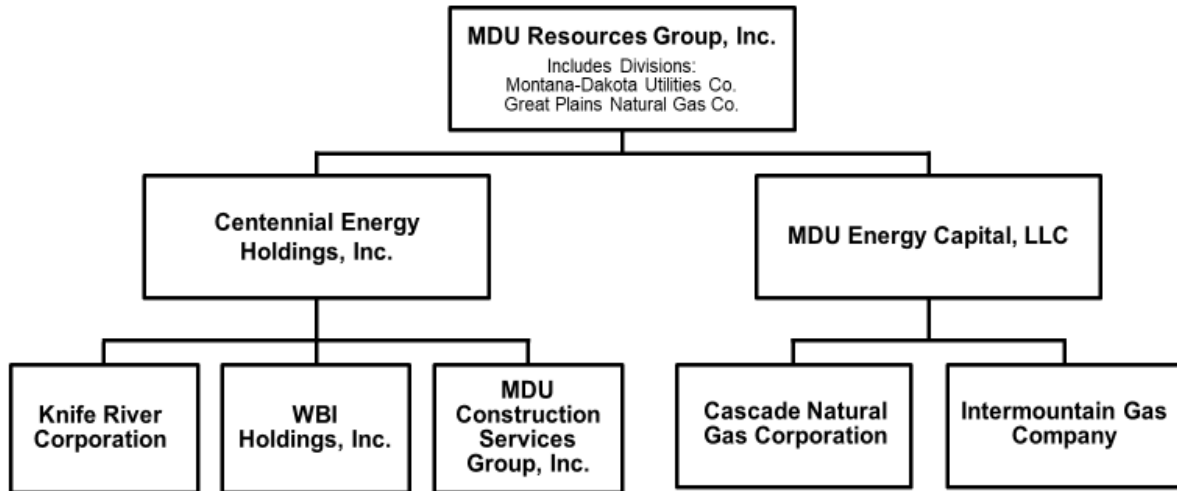 MDU Resources Group, Inc.
Includes Divisions:
Montana-Dakota Utilities Co.
Great Plains Natural Gas Co.
Centennial Energy
Holdings, Inc.
MDU Energy Capital, LLC
Knife River
Corporation
WBI
Holdings, Inc.
MDU
Construction
Services
Group, Inc.
Cascade Natural
Gas Corporation
Intermountain Gas
Company